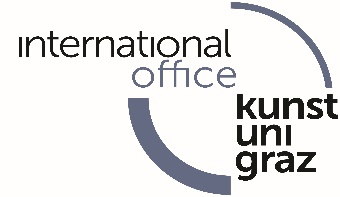 international
office
kunst
uni
graz